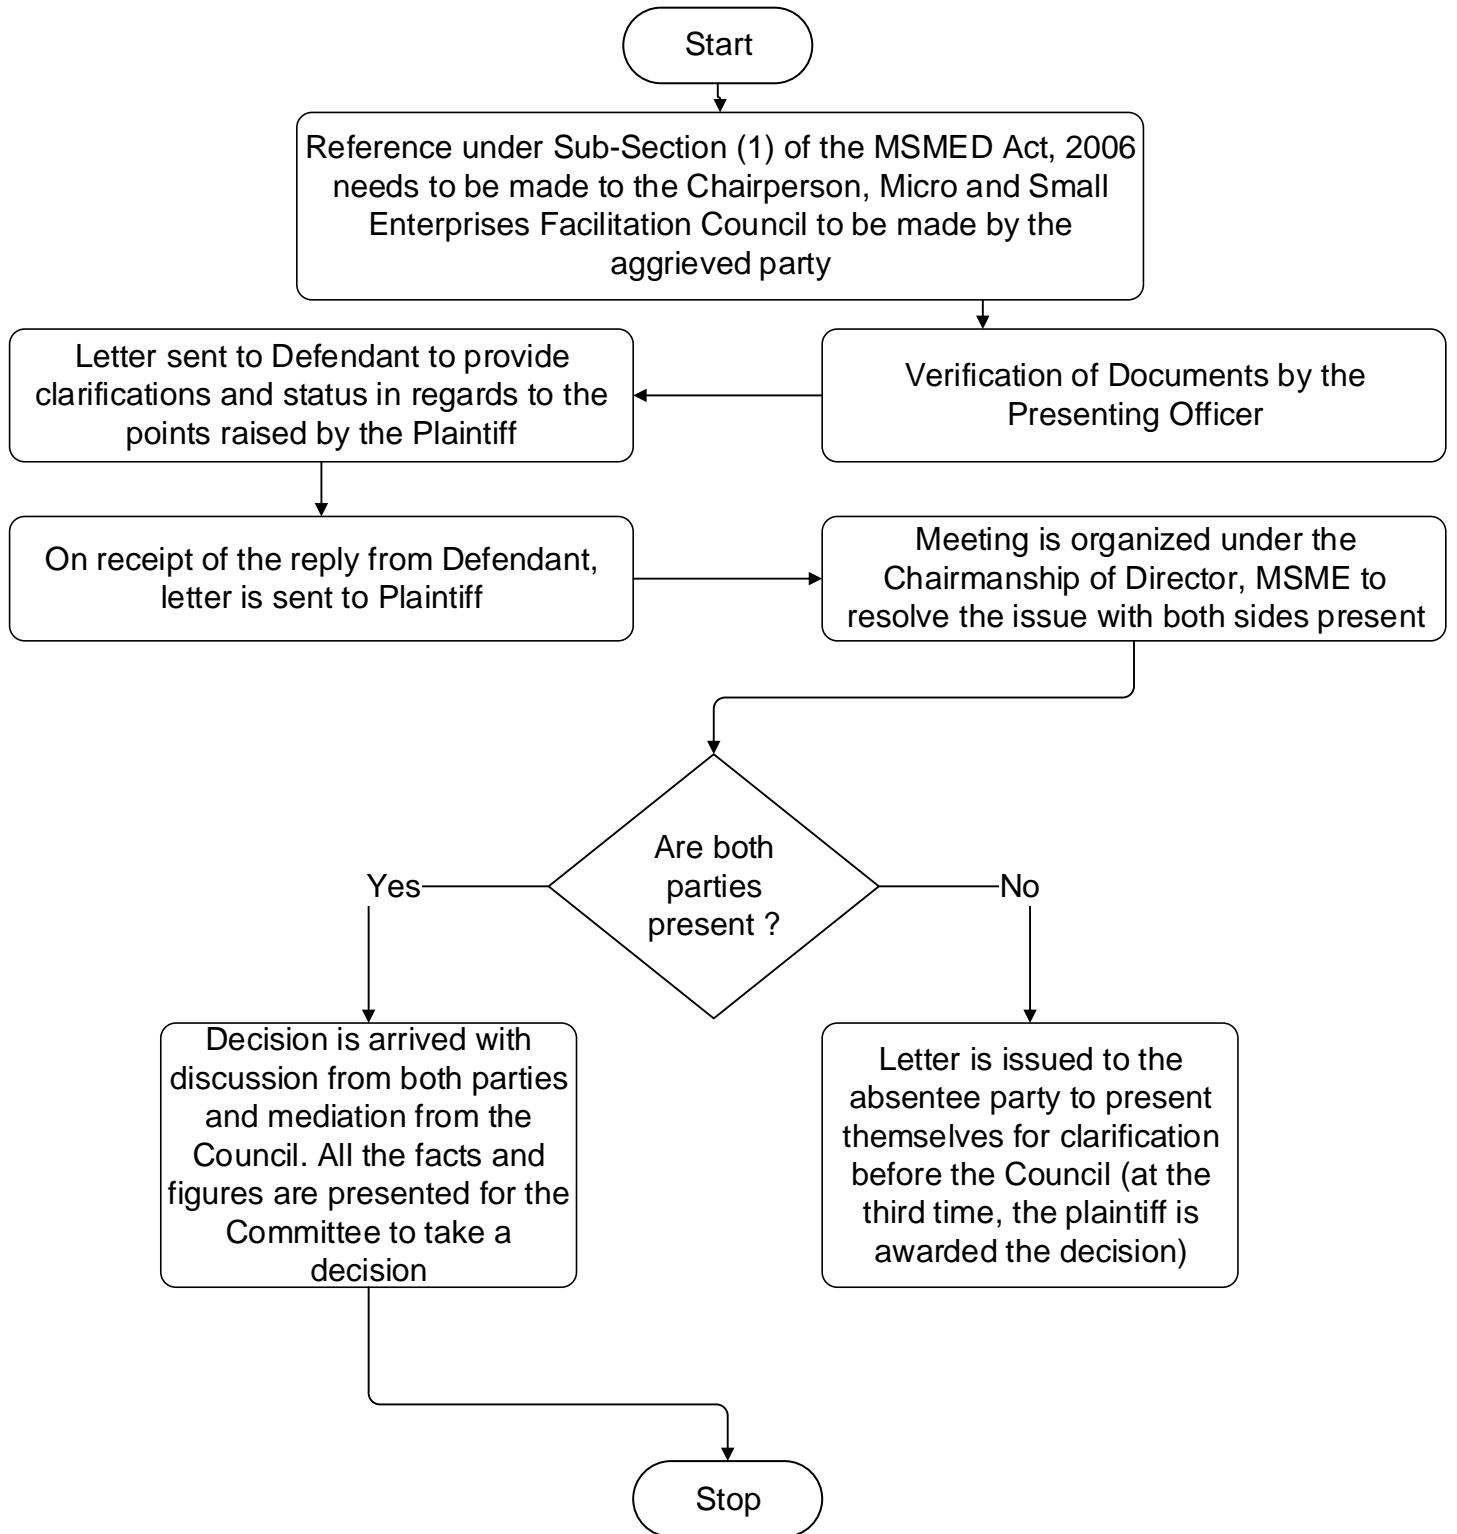 Start
Reference under Sub-Section (1) of the MSMED Act, 2006
needs to be made to the Chairperson, Micro and Small
Enterprises Facilitation Council to be made by the
aggrieved party
Verification of Documents by the
Presenting Officer
Letter sent to Defendant to provide
clarifications and status in regards to the
points raised by the Plaintiff
On receipt of the reply from Defendant,
letter is sent to Plaintiff
Meeting is organized under the
Chairmanship of Director, MSME to
resolve the issue with both sides present
Are both
parties
present ?
Yes
No
Decision is arrived with
discussion from both parties
and mediation from the
Council. All the facts and
figures are presented for the
Committee to take a
decision
Letter is issued to the
absentee party to present
themselves for clarification
before the Council (at the
third time, the plaintiff is
awarded the decision)
Stop